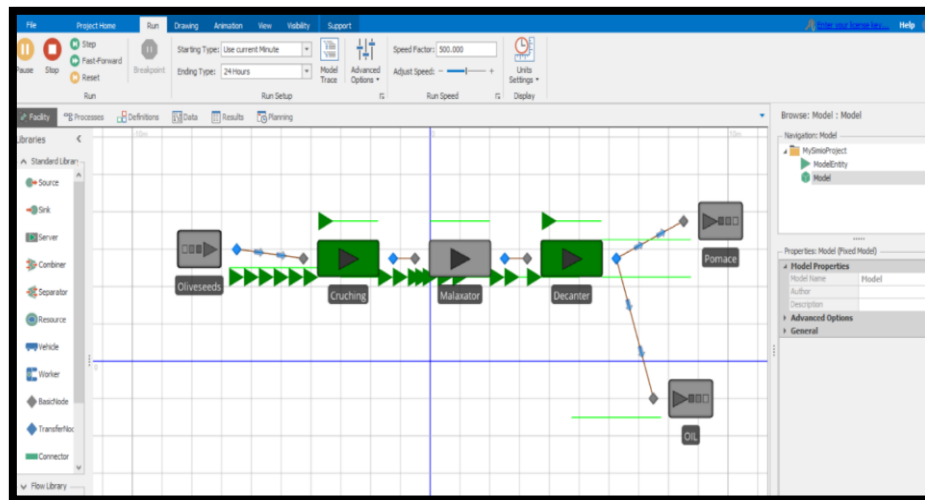 File Project Home Run Drawing Animation View Visibility Support Enter your license key... Help
Pause Stop Step Fast-Forward Reset Breakpoint
Starting Type: Use current Minute
Ending Type: 24 Hours
Model Trace Advanced Options
Speed Factor: 500.000
Adjust Speed: - +
Units Settings
Run Run Setup Run Speed Display
Facility Processes Definitions Data Results Planning
Browse: Model : Model
Libraries
Navigation: Model
Standard Librar
MySimioProject
ModelEntity
Model
Source
Sink
Server
Combiner
Separator
Resource
Vehicle
Worker
BasicNode
TransferNod
Connector
Flow Library
Oliveseeds
Cruching
Malaxator
Decanter
Pomace
OIL
Properties: Model (Fixed Model)
Model Properties
Model Name Model
Author
Description
Advanced Options
General